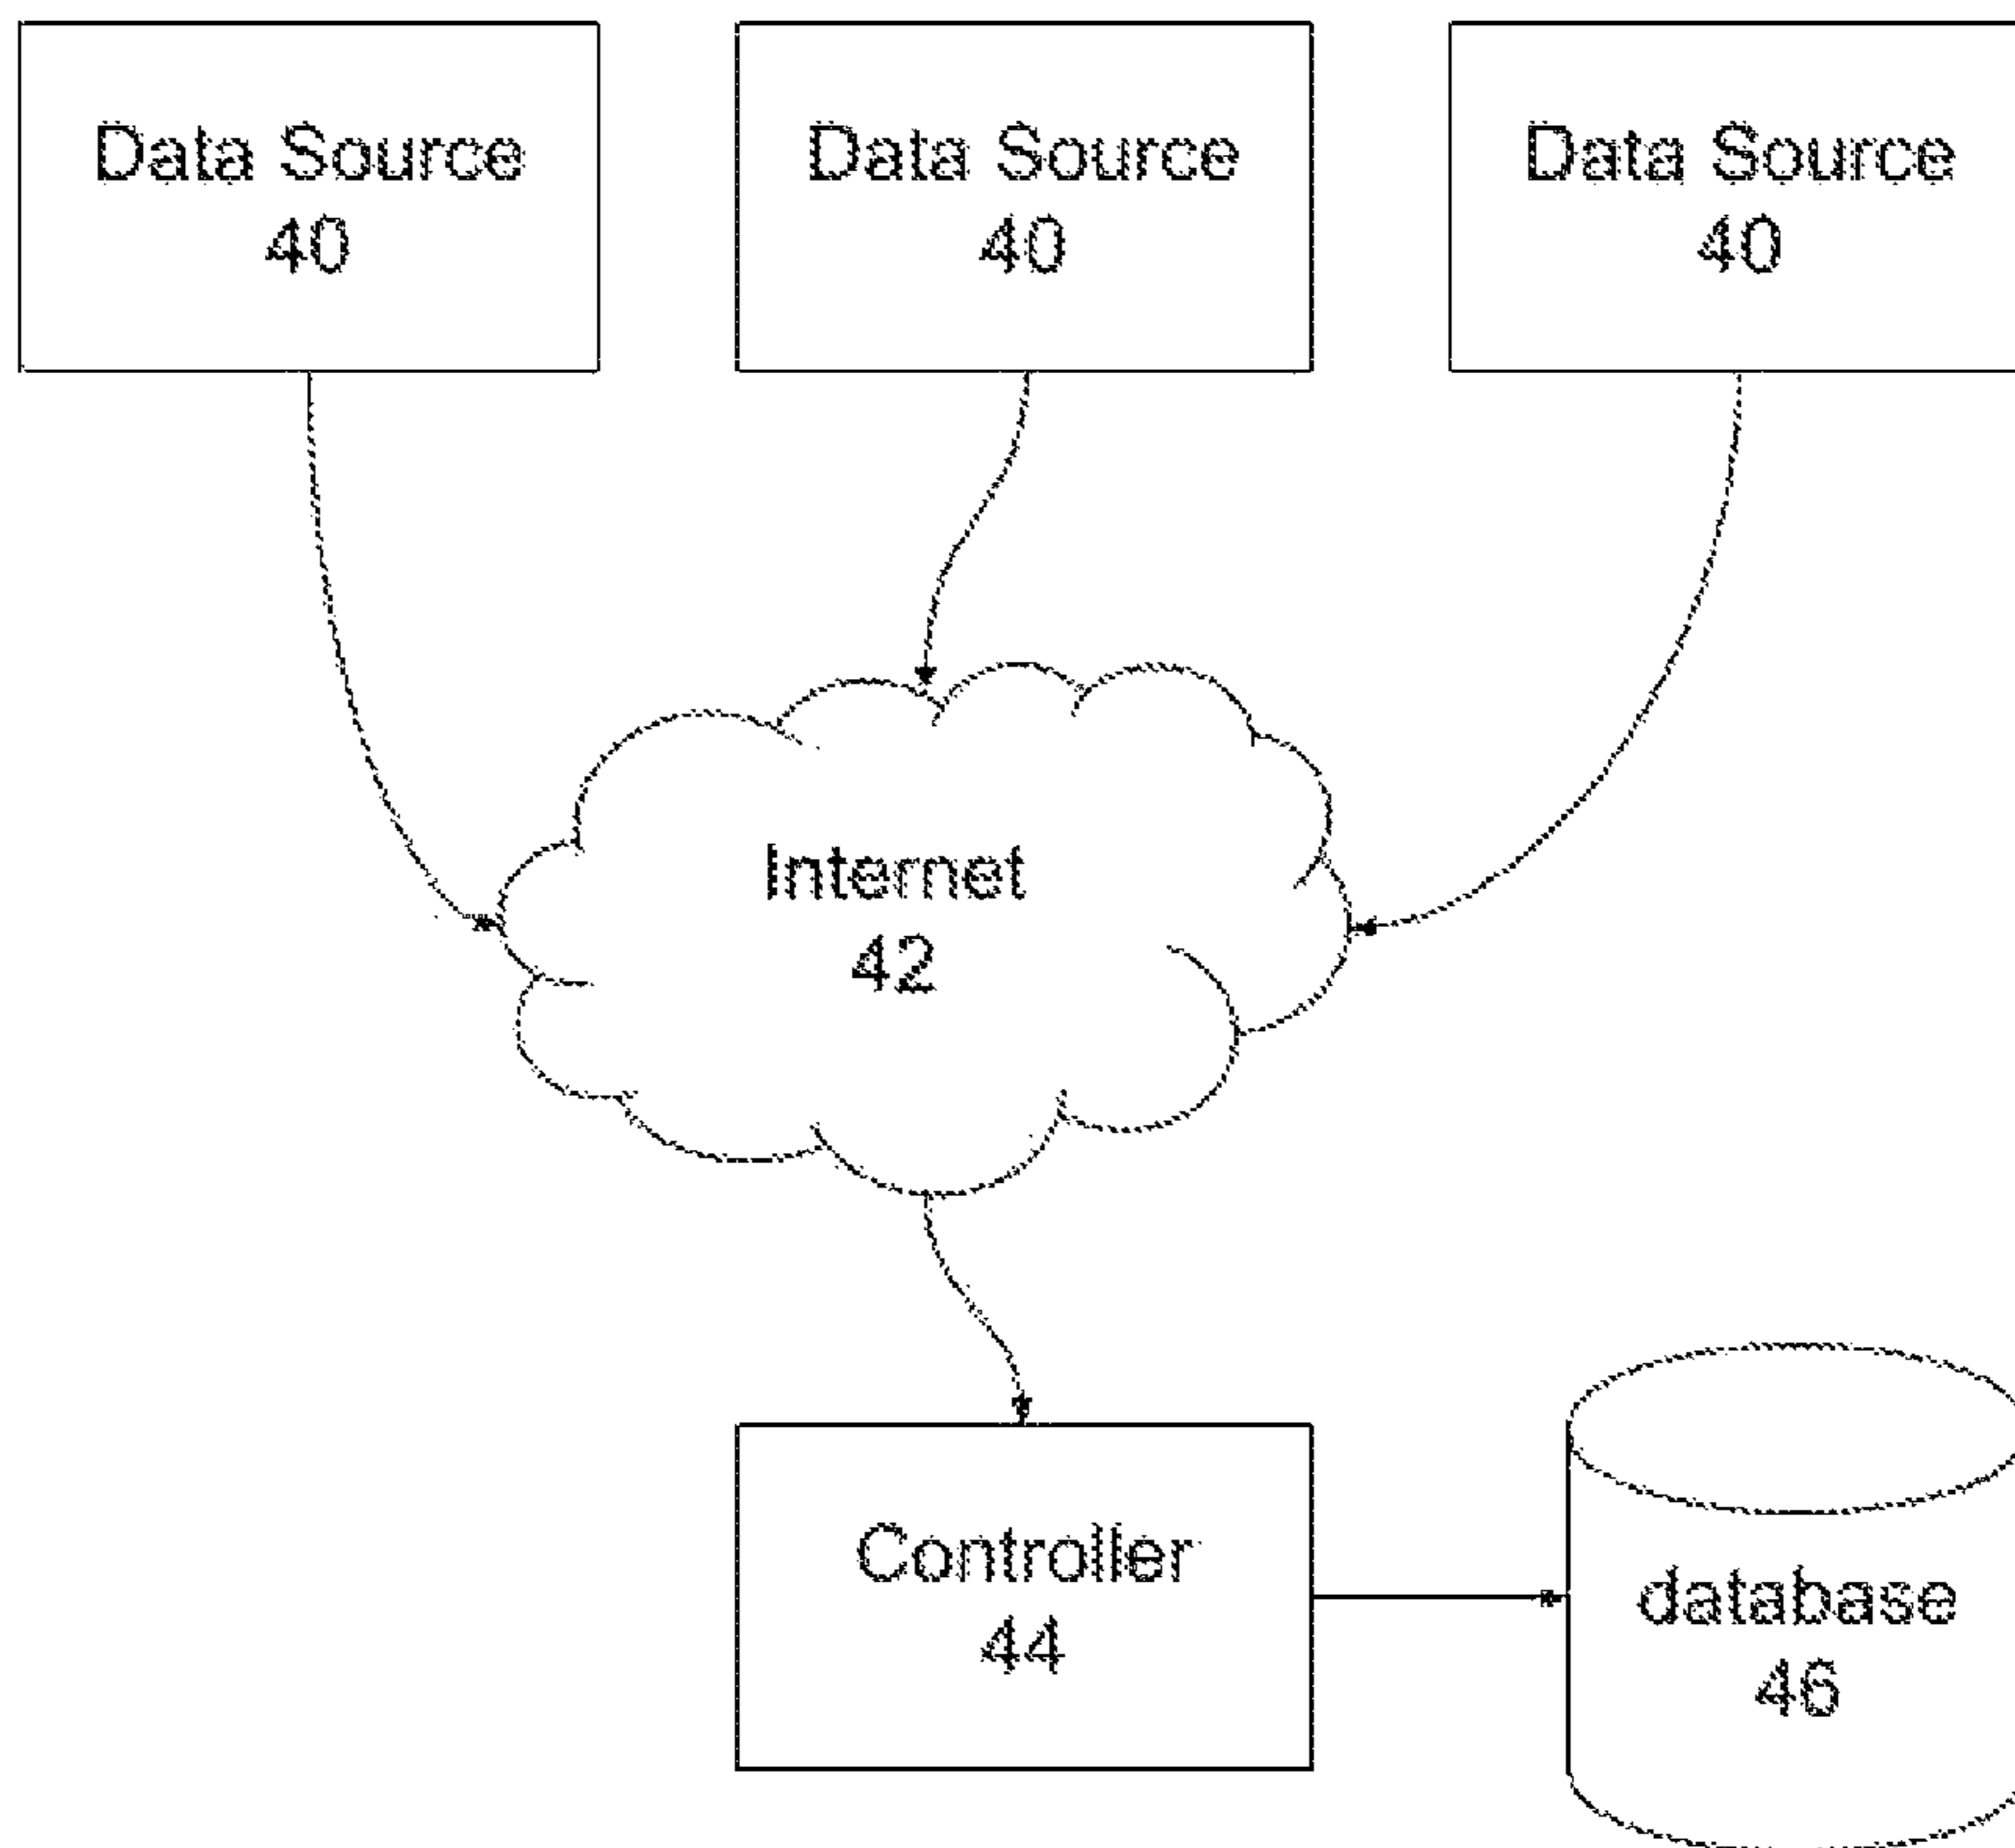 Data Source
40
Data Source
40
Data Source
40
Internet
42
Controller
44
database
46